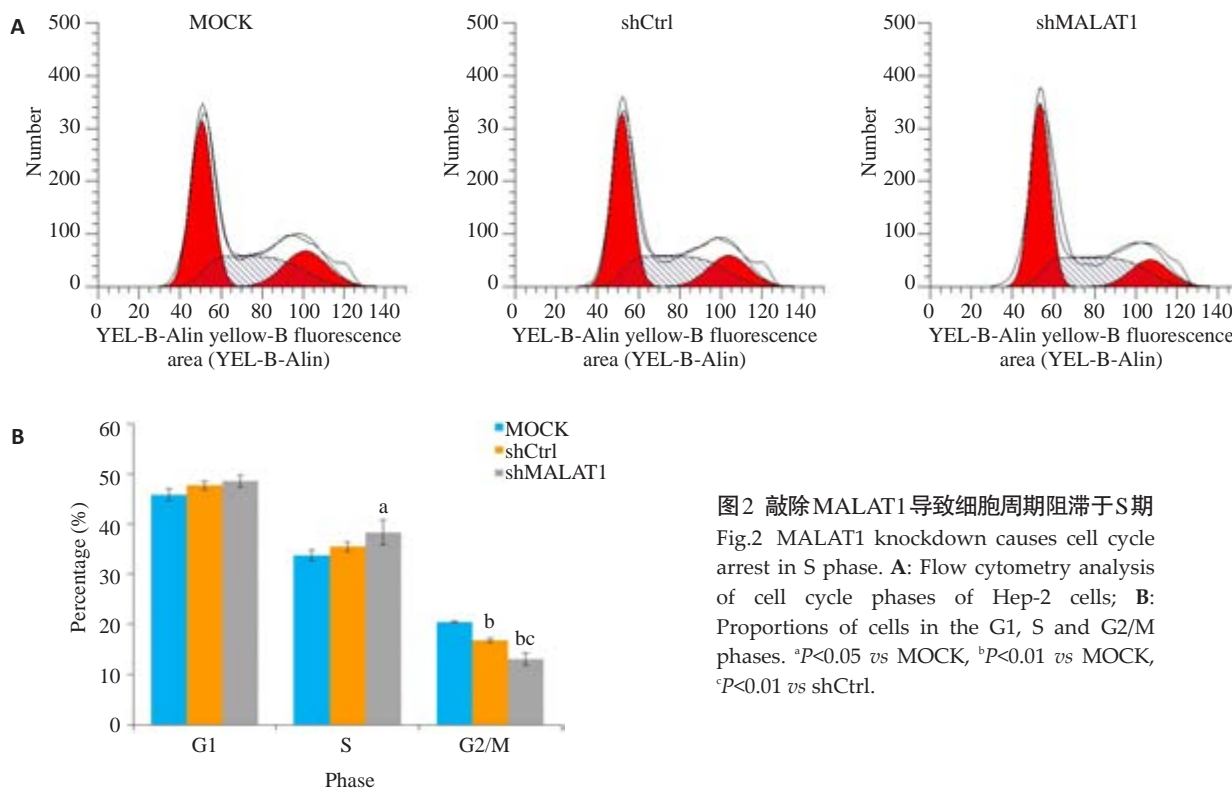 A
MOCK
500
400
30
200
100
0
Number
0 20 40 60 80 100 120 140
YEL-B-Alin yellow-B fluorescence
area (YEL-B-Alin)
shCtrl
500
400
30
200
100
0
Number
0 20 40 60 80 100 120 140
YEL-B-Alin yellow-B fluorescence
area (YEL-B-Alin)
shMALAT1
500
400
30
200
100
0
Number
0 20 40 60 80 100 120 140
YEL-B-Alin yellow-B fluorescence
area (YEL-B-Alin)
B
60
50
40
30
20
10
0
Percentage (%)
MOCK
shCtrl
shMALAT1
a
b
bc
G1 S G2/M
Phase
图2 敲除MALAT1导致细胞周期阻滞于S期
Fig.2 MALAT1 knockdown causes cell cycle
arrest in S phase. A: Flow cytometry analysis
of cell cycle phases of Hep-2 cells; B:
Proportions of cells in the G1, S and G2/M
phases. ᵃP<0.05 vs MOCK, ᵇP<0.01 vs MOCK,
ᶜP<0.01 vs shCtrl.